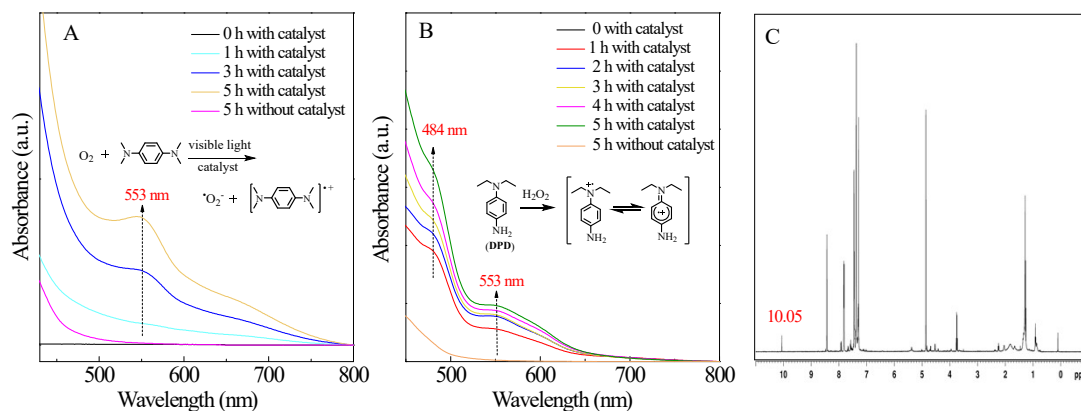 A
0 h with catalyst
1 h with catalyst
3 h with catalyst
5 h with catalyst
5 h without catalyst
O2 + N N visible light
catalyst
•O2- + [ N N ]•+
553 nm
Absorbance (a.u.)
500 600 700 800
Wavelength (nm)
B
0 with catalyst
1 h with catalyst
2 h with catalyst
3 h with catalyst
4 h with catalyst
5 h with catalyst
5 h without catalyst
484 nm
N
NH2
(DPD)
H2O2
N
NH2
N
NH2
553 nm
Absorbance (a.u.)
500 600 700 800
Wavelength (nm)
C
10.05
10 9 8 7 6 5 4 3 2 1 0 pp